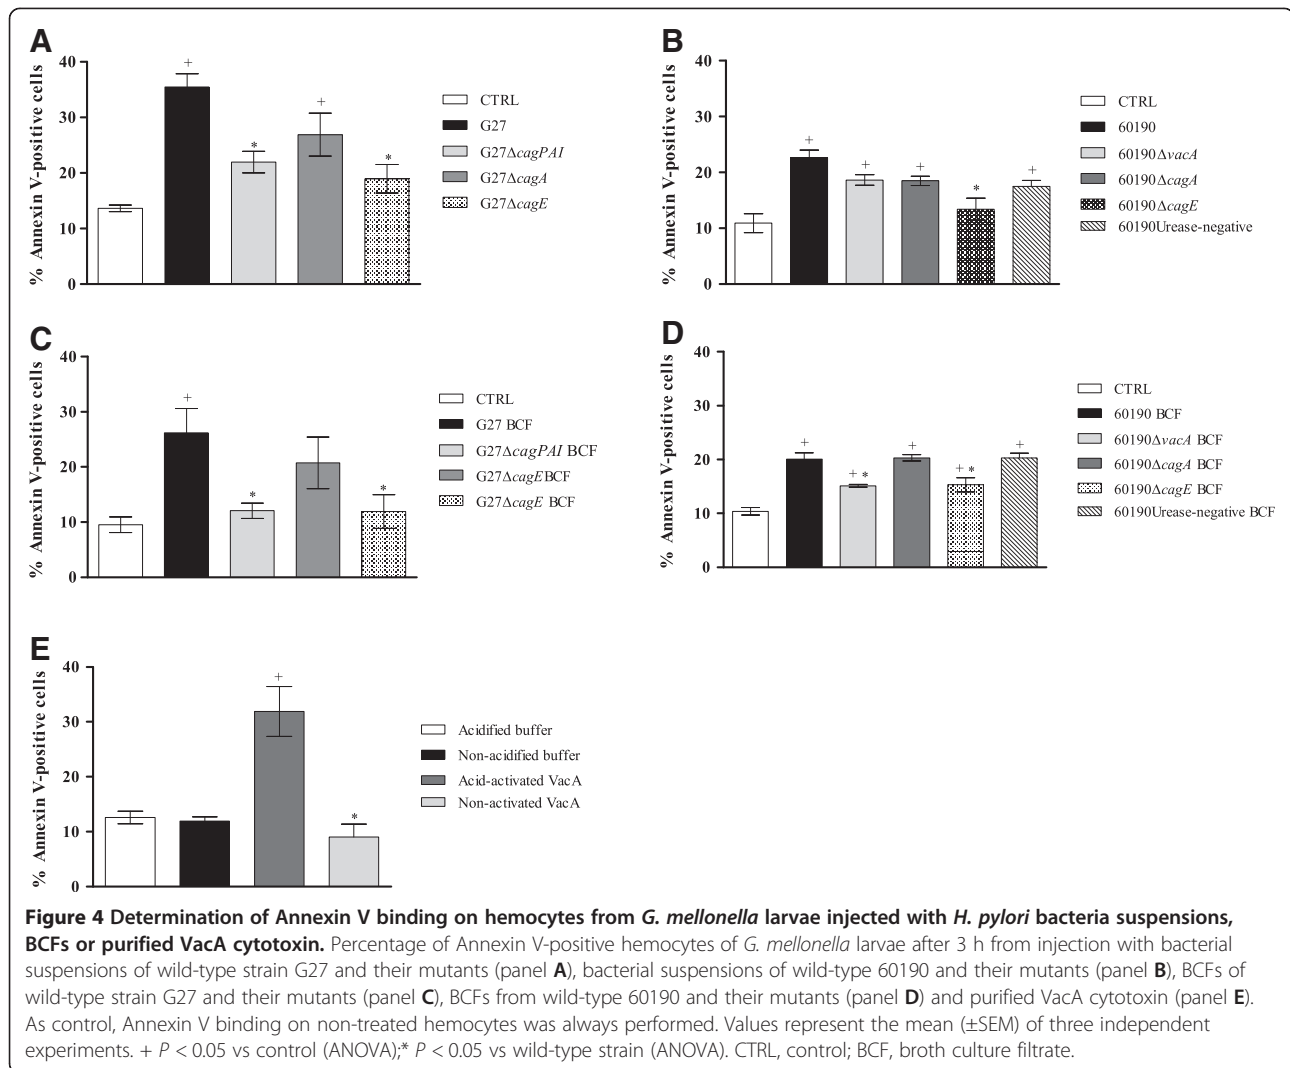 A
% Annexin V-positive cells
40
30
20
10
0
+
*
+
*
CTRL
G27
G27ΔcagPAI
G27ΔcagA
G27ΔcagE
B
% Annexin V-positive cells
40
30
20
10
0
+
+
+
*
+
CTRL
60190
60190ΔvacA
60190ΔcagA
60190ΔcagE
60190Urease-negative
C
% Annexin V-positive cells
40
30
20
10
0
+
*
*
CTRL
G27 BCF
G27ΔcagPAI BCF
G27ΔcagEBCF
G27ΔcagE BCF
D
% Annexin V-positive cells
40
30
20
10
0
+
+ *
+
+ *
+
CTRL
60190 BCF
60190ΔvacA BCF
60190ΔcagA BCF
60190ΔcagE BCF
60190Urease-negative BCF
E
% Annexin V-positive cells
40
30
20
10
0
+
*
Acidified buffer
Non-acidified buffer
Acid-activated VacA
Non-activated VacA
Figure 4 Determination of Annexin V binding on hemocytes from G. mellonella larvae injected with H. pylori bacteria suspensions,
BCFs or purified VacA cytotoxin. Percentage of Annexin V-positive hemocytes of G. mellonella larvae after 3 h from injection with bacterial
suspensions of wild-type strain G27 and their mutants (panel A), bacterial suspensions of wild-type 60190 and their mutants (panel B), BCFs of
wild-type strain G27 and their mutants (panel C), BCFs from wild-type 60190 and their mutants (panel D) and purified VacA cytotoxin (panel E).
As control, Annexin V binding on non-treated hemocytes was always performed. Values represent the mean (±SEM) of three independent
experiments. + P < 0.05 vs control (ANOVA);* P < 0.05 vs wild-type strain (ANOVA). CTRL, control; BCF, broth culture filtrate.